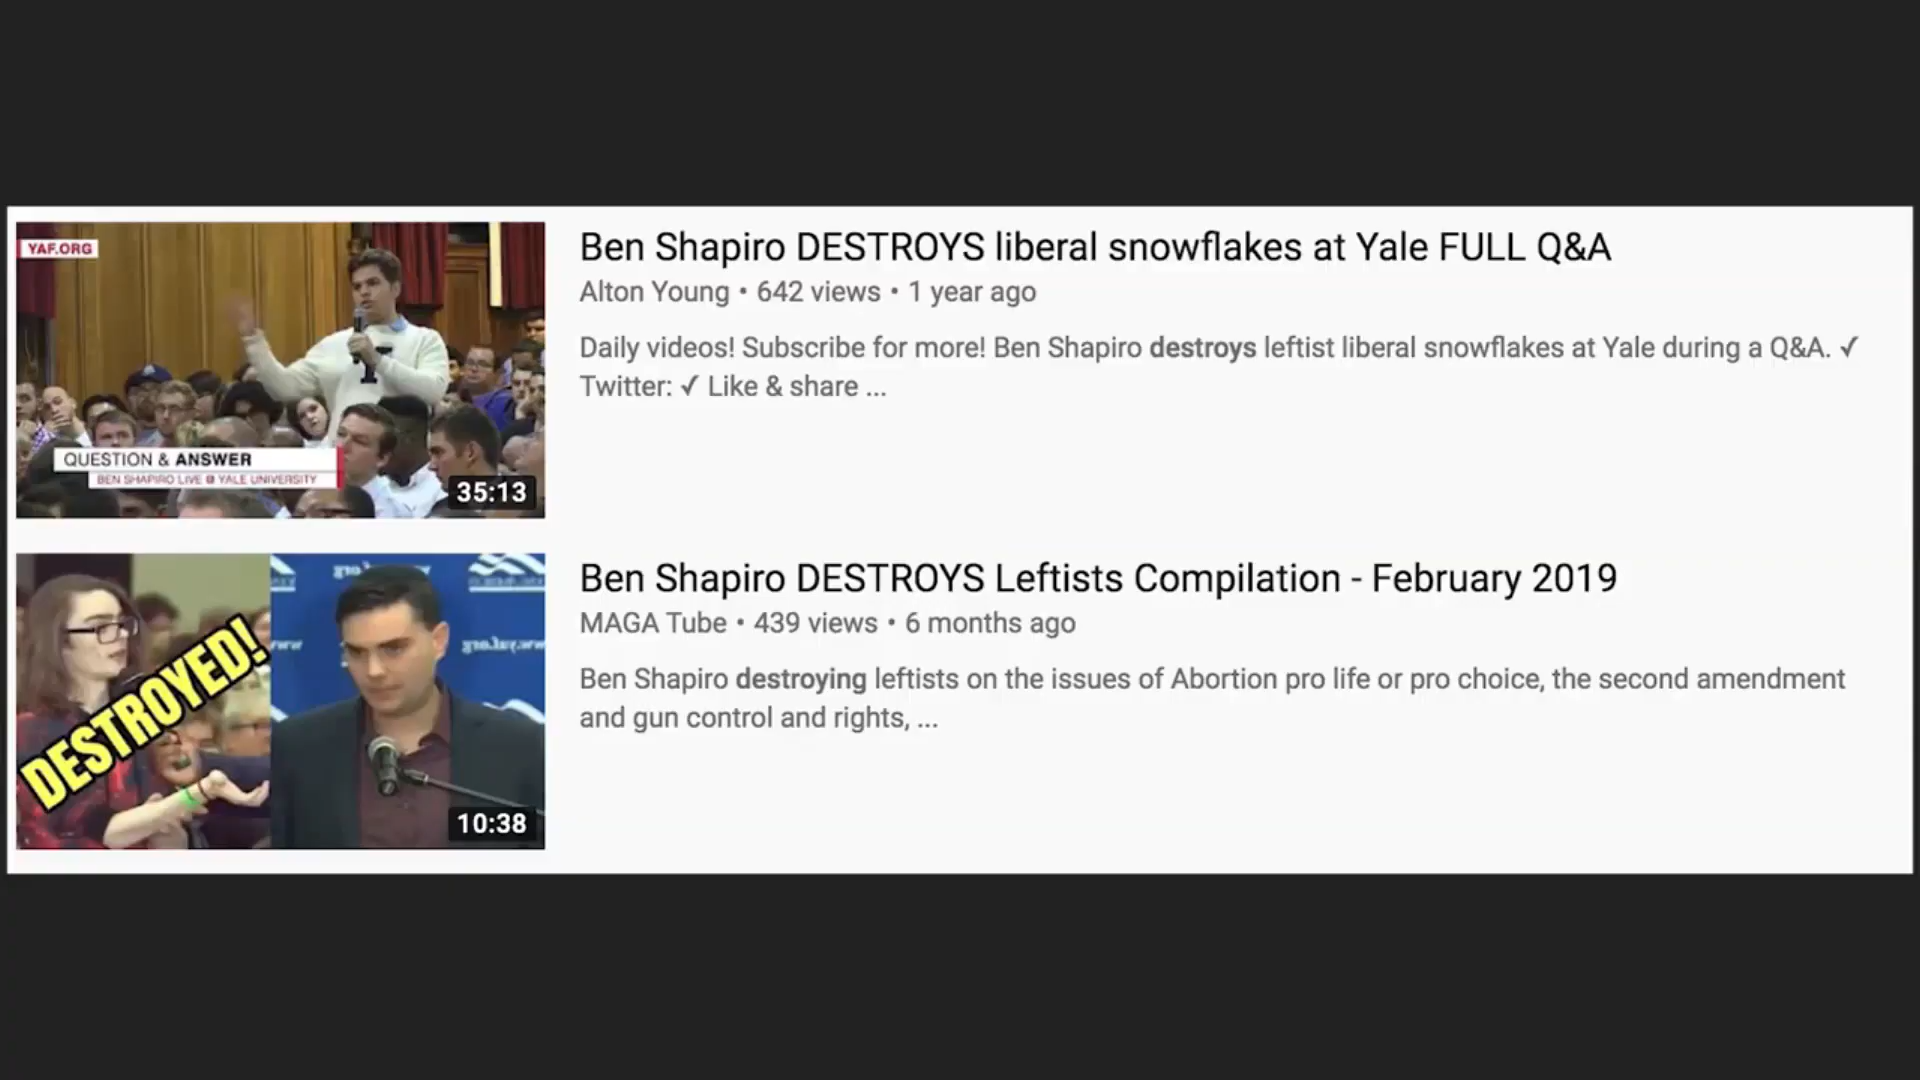 YAF.ORG
QUESTION & ANSWER
BEN SHAPIRO LIVE @ YALE UNIVERSITY
35:13
Ben Shapiro DESTROYS liberal snowflakes at Yale FULL Q&A
Alton Young • 642 views • 1 year ago
Daily videos! Subscribe for more! Ben Shapiro destroys leftist liberal snowflakes at Yale during a Q&A. ✓
Twitter: ✓ Like & share ...
DESTROYED!
10:38
Ben Shapiro DESTROYS Leftists Compilation - February 2019
MAGA Tube • 439 views • 6 months ago
Ben Shapiro destroying leftists on the issues of Abortion pro life or pro choice, the second amendment
and gun control and rights, ...